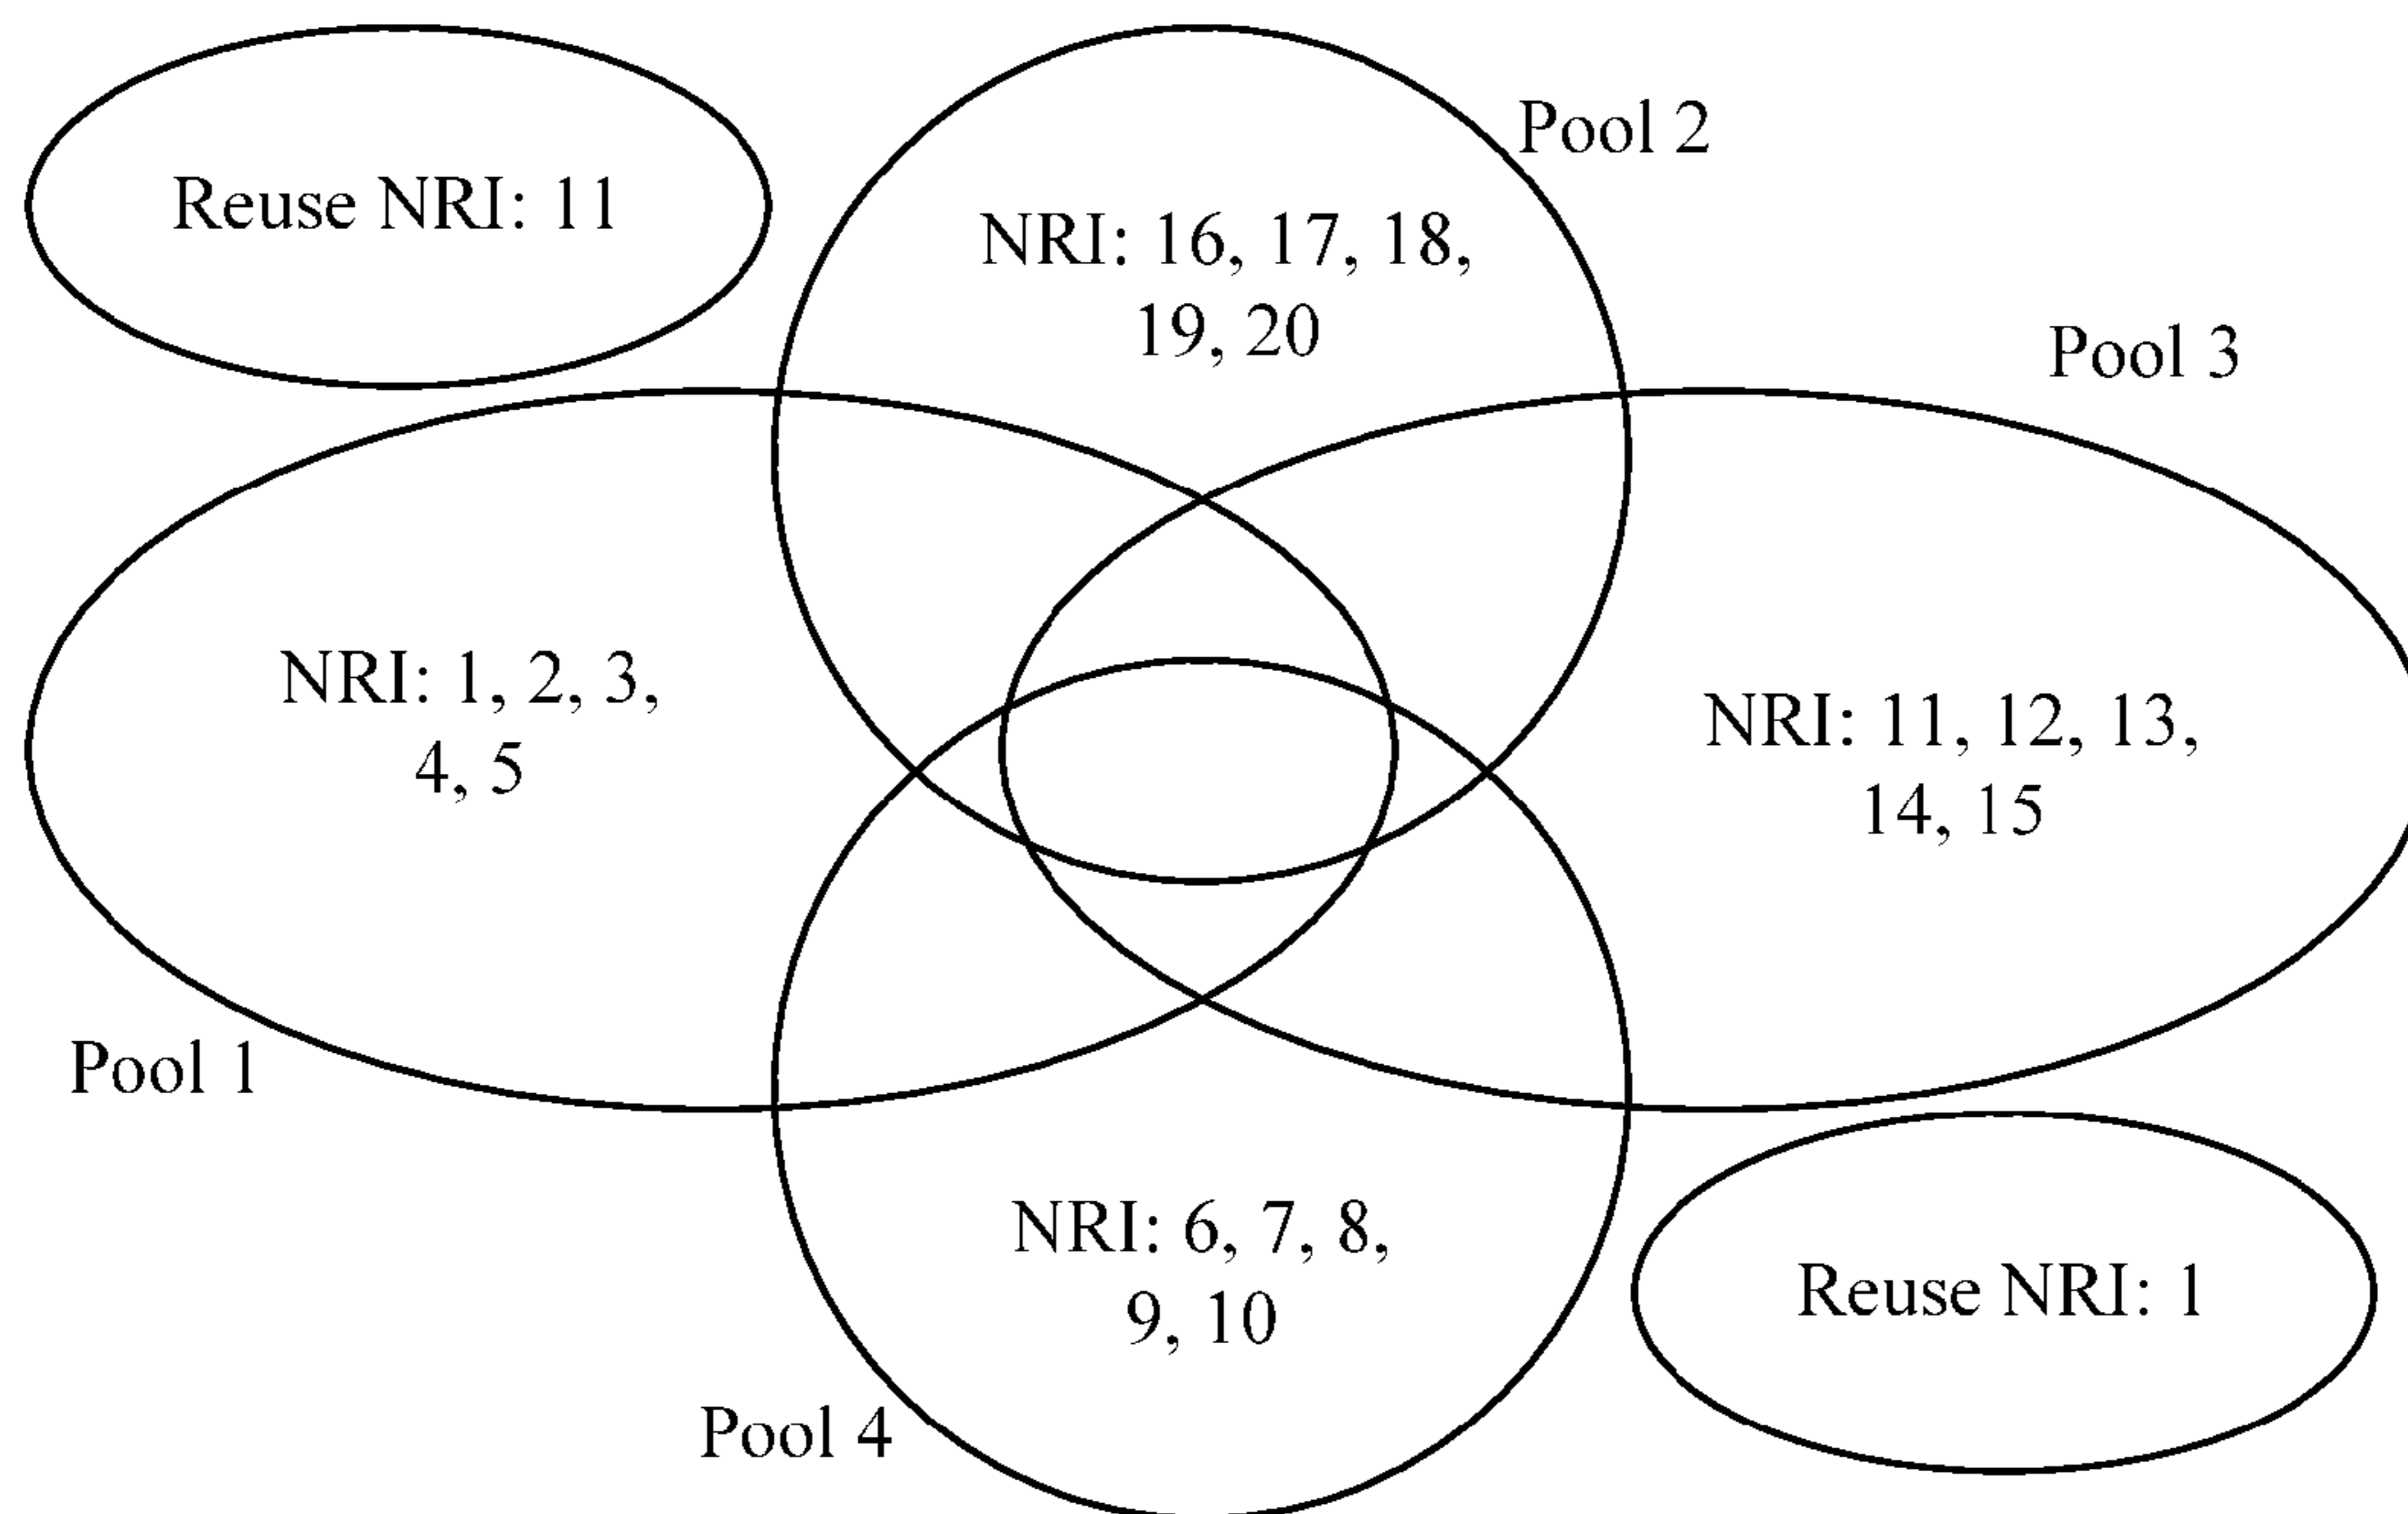 Reuse NRI: 11
Pool 2
NRI: 16, 17, 18,
19, 20
Pool 3
NRI: 1, 2, 3,
4, 5
NRI: 11, 12, 13,
14, 15
Pool 1
NRI: 6, 7, 8,
9, 10
Reuse NRI: 1
Pool 4